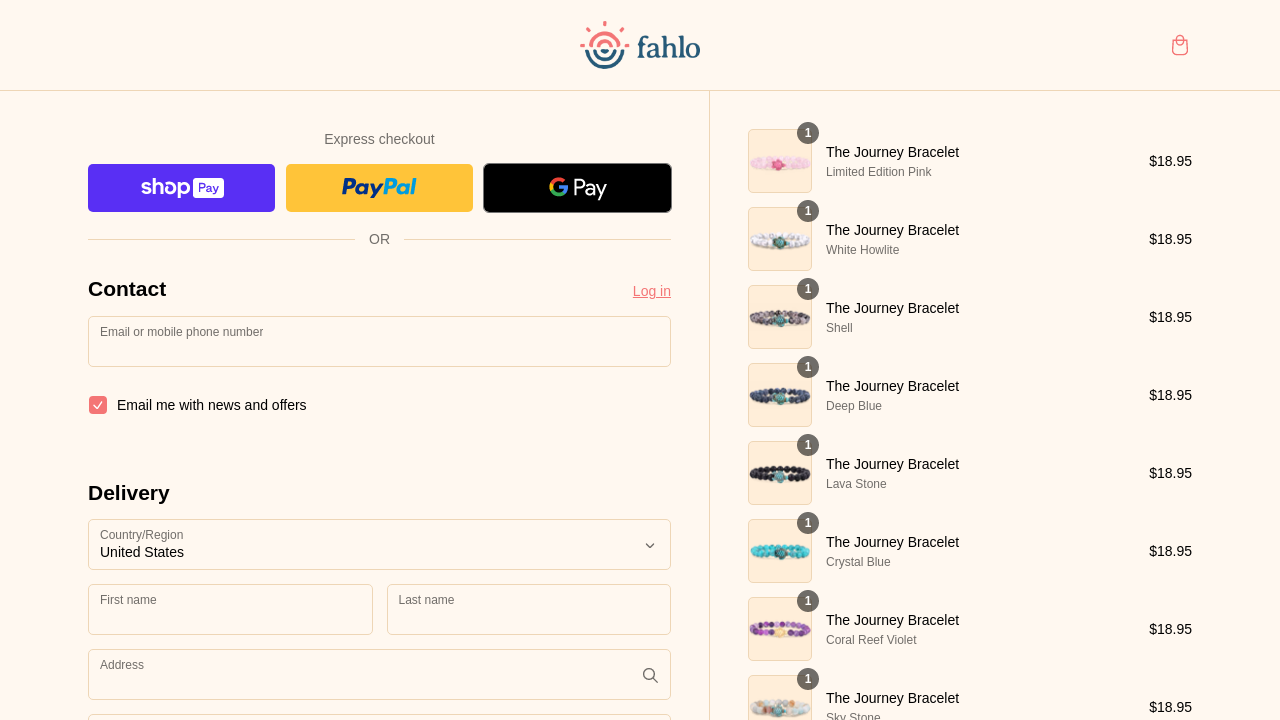 fahlo
Express checkout
shop Pay
PayPal
G Pay
OR
Contact
Log in
Email or mobile phone number
Email me with news and offers
Delivery
Country/Region
United States
First name
Last name
Address
1
The Journey Bracelet
Limited Edition Pink
$18.95
1
The Journey Bracelet
White Howlite
$18.95
1
The Journey Bracelet
Shell
$18.95
1
The Journey Bracelet
Deep Blue
$18.95
1
The Journey Bracelet
Lava Stone
$18.95
1
The Journey Bracelet
Crystal Blue
$18.95
1
The Journey Bracelet
Coral Reef Violet
$18.95
1
The Journey Bracelet
Sky Stone
$18.95